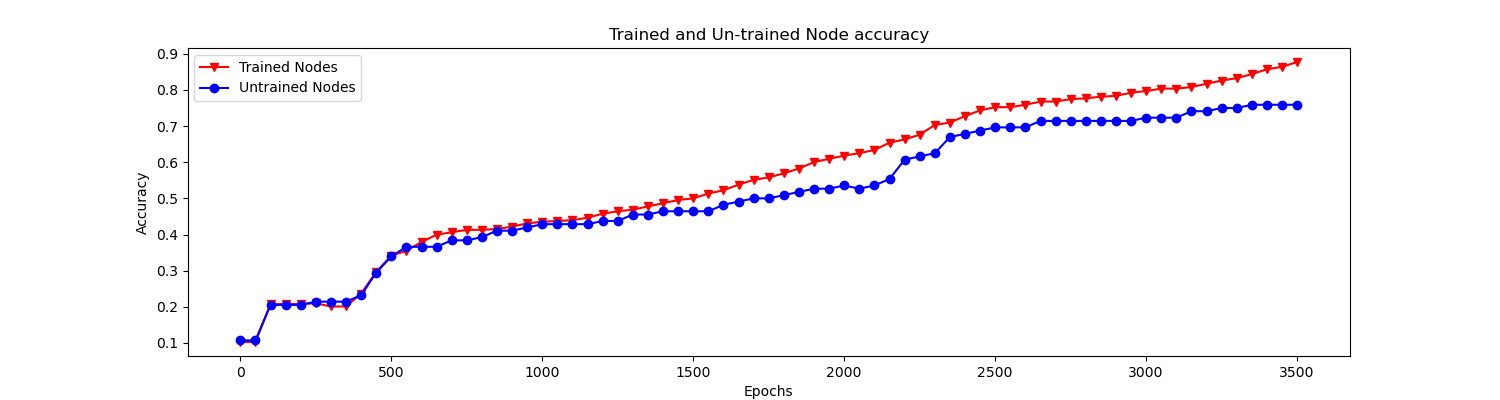 Trained and Un-trained Node accuracy
Trained Nodes
Untrained Nodes
Accuracy
0.9
0.8
0.7
0.6
0.5
0.4
0.3
0.2
0.1
0 500 1000 1500 2000 2500 3000 3500
Epochs